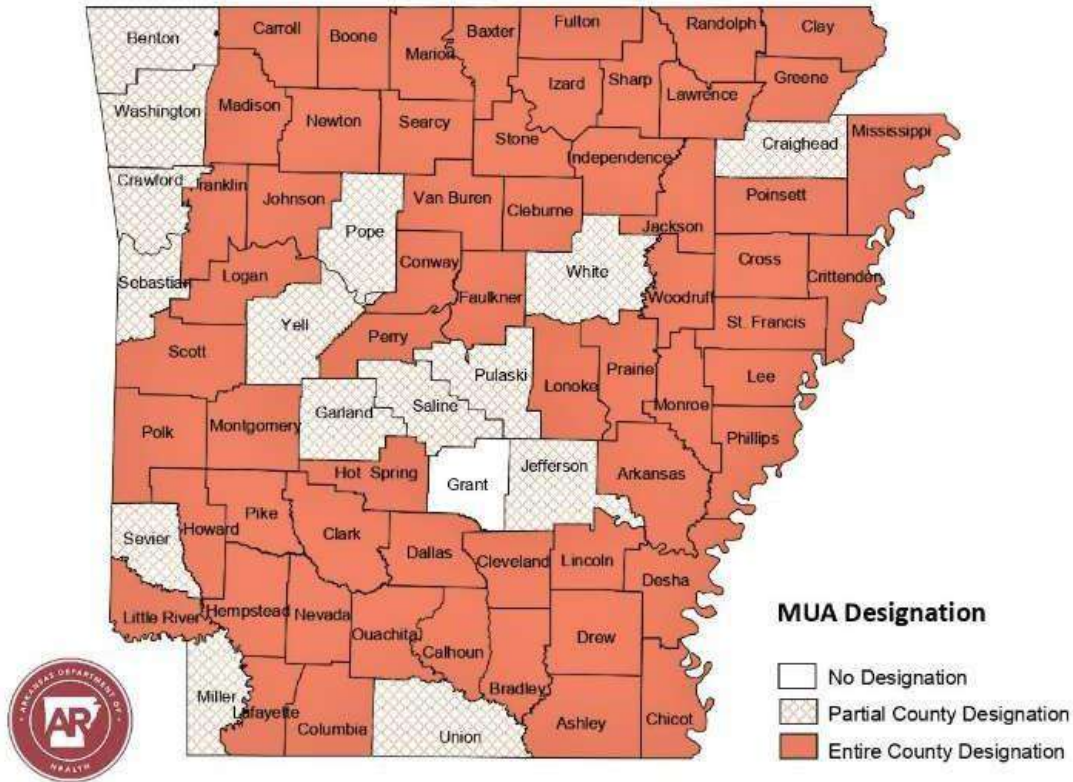 Benton
Carroll
Boone
Marion
Baxter
Fulton
Randolph
Clay
Washington
Madison
Newton
Searcy
Stone
Izard
Sharp
Lawrence
Greene
Craighead
Mississippi
Independence
Crawford
Franklin
Johnson
Pope
Van Buren
Cleburne
Jackson
Poinsett
Sebastian
Logan
Conway
Faulkner
White
Woodruff
Cross
Crittenden
St. Francis
Scott
Yell
Perry
Pulaski
Lonoke
Prairie
Monroe
Lee
Polk
Montgomery
Garland
Saline
Phillips
Hot Spring
Grant
Jefferson
Arkansas
Sevier
Howard
Pike
Clark
Dallas
Cleveland
Lincoln
Desha
Little River
Hempstead
Nevada
Ouachita
Calhoun
Bradley
Drew
Miller
Lafayette
Columbia
Union
Ashley
Chicot
MUA Designation
No Designation
Partial County Designation
Entire County Designation
ARKANSAS DEPARTMENT OF
AR
HEALTH